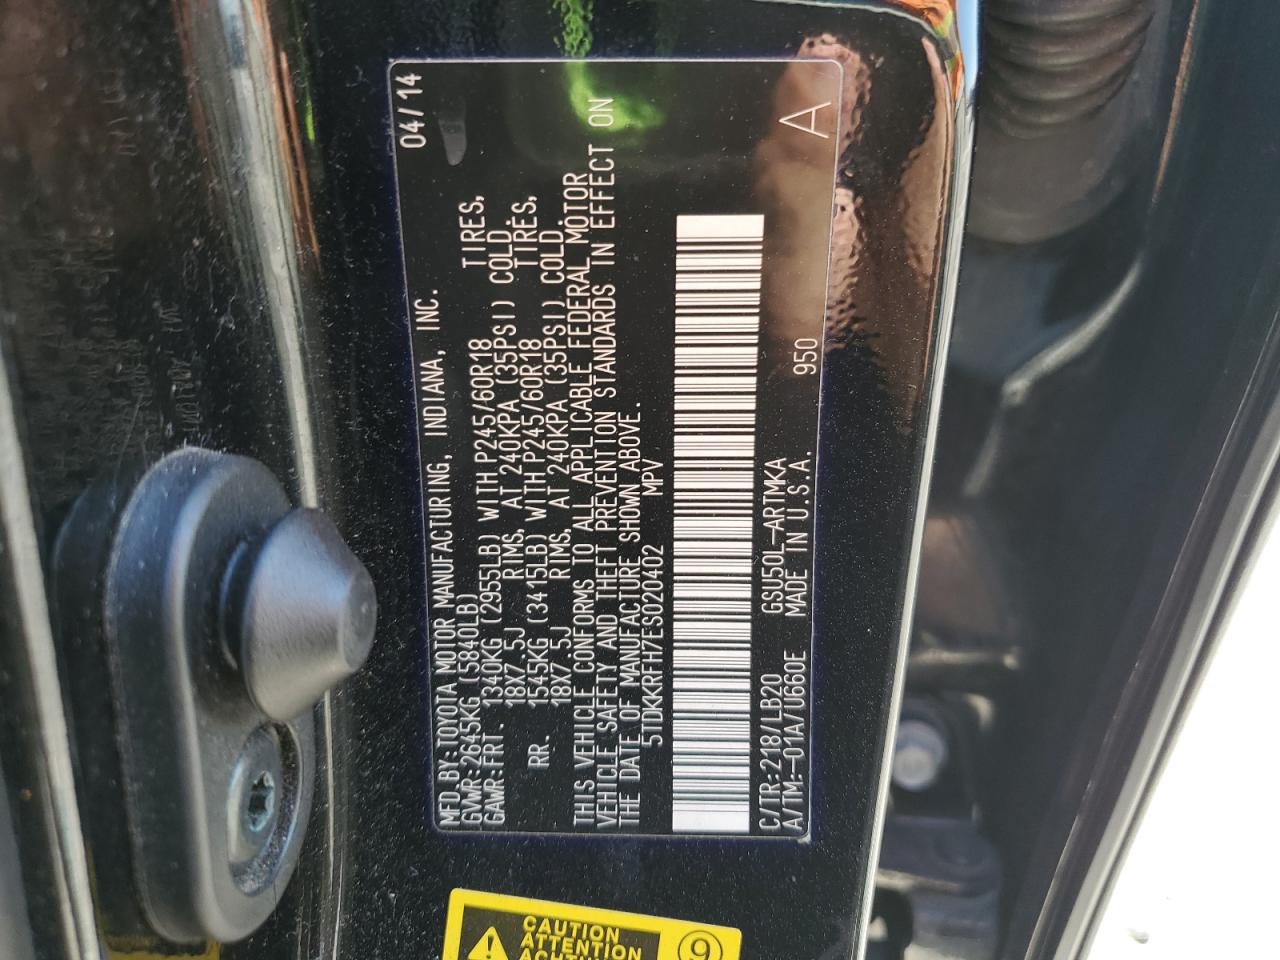 MFD.BY:TOYOTA MOTOR MANUFACTURING, INDIANA, INC. 04/14
GVWR:2645KG (5840LB)
GAWR:FRT. 1340KG (2955LB) WITH P245/60R18 TIRES,
18X7.5J RIMS, AT 240KPA (35PSI) COLD.
RR. 1545KG (3415LB) WITH P245/60R18 TIRES,
18X7.5J RIMS, AT 240KPA (35PSI) COLD.
THIS VEHICLE CONFORMS TO ALL APPLICABLE FEDERAL MOTOR
VEHICLE SAFETY AND THEFT PREVENTION STANDARDS IN EFFECT ON
THE DATE OF MANUFACTURE SHOWN ABOVE.
5TDKKRFH7ES020402 MPV
C/TR:218/LB20 GSU50L-ARTMKA
A/TM:-01A/U660E MADE IN U.S.A. 950 A
CAUTION
ATTENTION
9